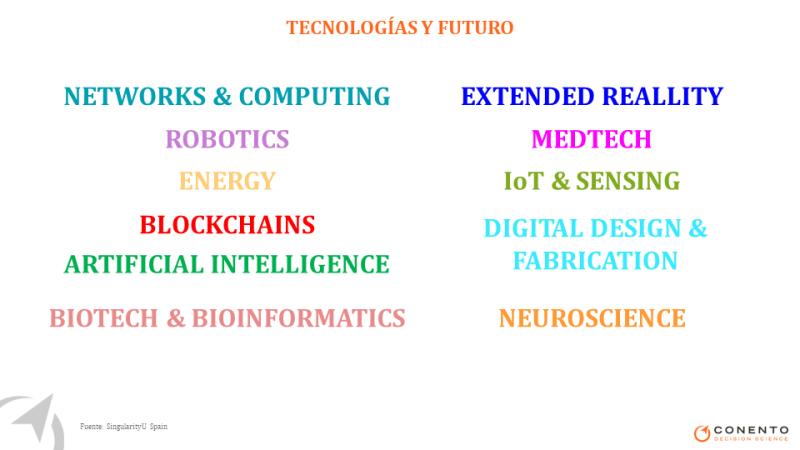 TECNOLOGÍAS Y FUTURO
NETWORKS & COMPUTING
ROBOTICS
ENERGY
BLOCKCHAINS
ARTIFICIAL INTELLIGENCE
BIOTECH & BIOINFORMATICS
EXTENDED REALLITY
MEDTECH
IoT & SENSING
DIGITAL DESIGN &
FABRICATION
NEUROSCIENCE
Fuente: SingularityU Spain
CONENTO
DECISION SCIENCE